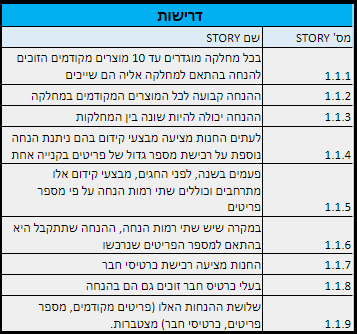 דרישות
מס' STORY שם STORY
בכל מחלקה מוגדרים עד 10 מוצרים מקודמים הזוכים
להנחה בהתאם למחלקה אליה הם שייכים
1.1.1
ההנחה קבועה לכל המוצרים המקודמים במחלקה
1.1.2
ההנחה יכולה להיות שונה בין המחלקות
1.1.3
לעתים החנות מציעה מבצעי קידום בהם ניתנת הנחה
נוספת על רכישת מספר גדול של פריטים בקנייה אחת
1.1.4
פעמים בשנה, לפני החגים, מבצעי קידום אלו
מתרחבים וכוללים שתי רמות הנחה על פי מספר
פריטים
1.1.5
במקרה שיש שתי רמות הנחה, ההנחה שתתקבל היא
בהתאם למספר הפריטים שנרכשו
1.1.6
החנות מציעה רכישת כרטיסי חבר
1.1.7
בעלי כרטיס חבר זוכים גם הם בהנחה
1.1.8
שלושת ההנחות האלו (פריטים מקודמים, מספר
פריטים, כרטיסי חבר) מצטברות.
1.1.9